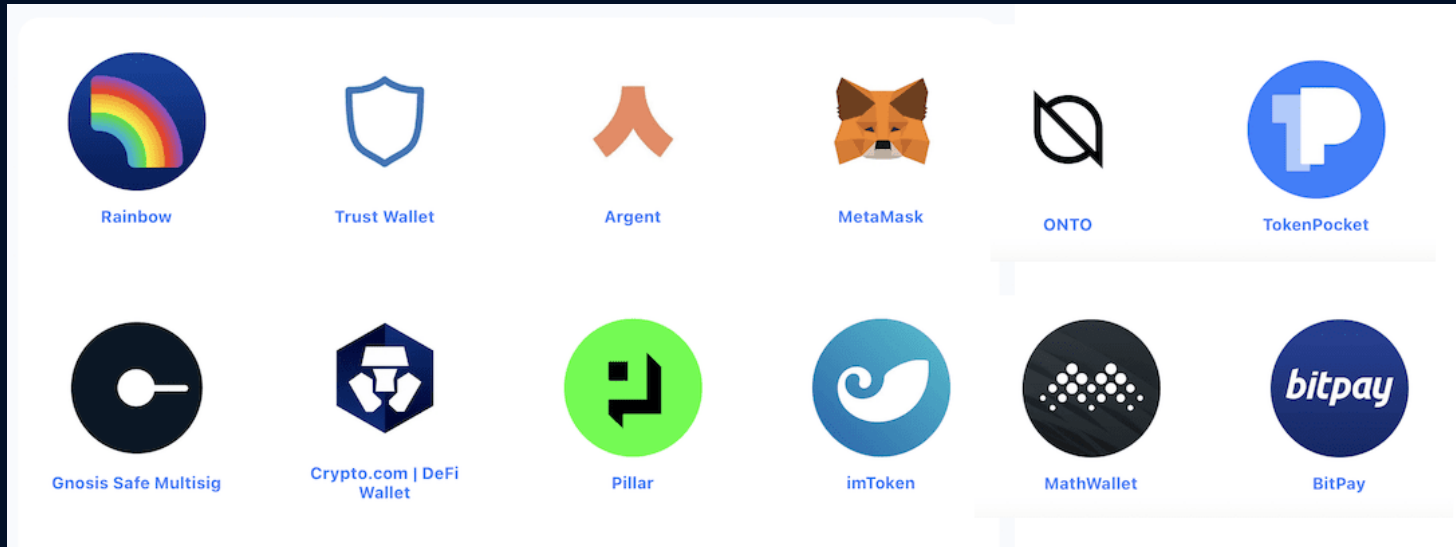 Rainbow
Trust Wallet
Argent
MetaMask
ONTO
TokenPocket
bitpay
Gnosis Safe Multisig
Crypto.com | DeFi
Wallet
Pillar
imToken
MathWallet
BitPay